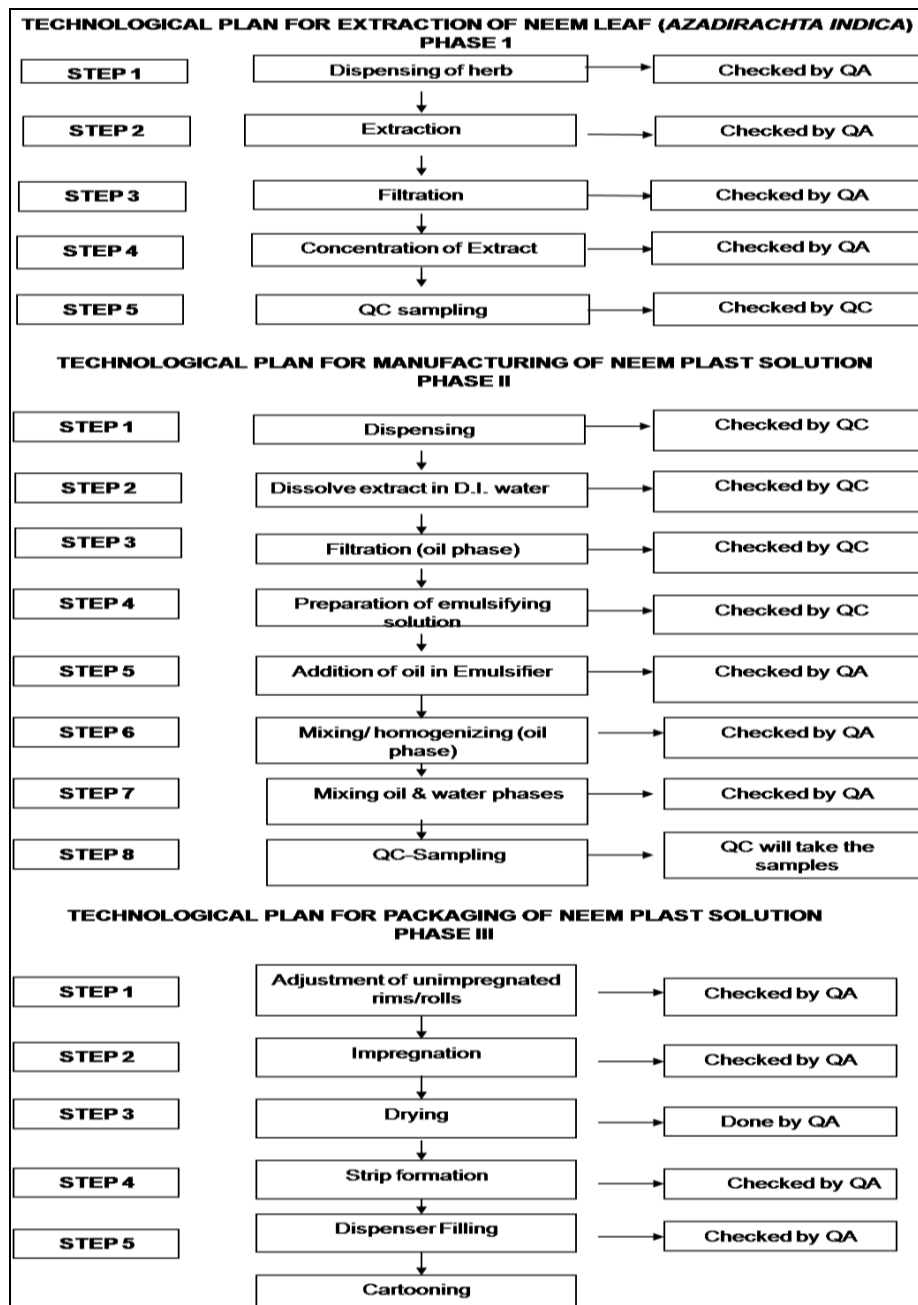 TECHNOLOGICAL PLAN FOR EXTRACTION OF NEEM LEAF (AZADIRACHTA INDICA)
PHASE 1
STEP 1
Dispensing of herb
Checked by QA
STEP 2
Extraction
Checked by QA
STEP 3
Filtration
Checked by QA
STEP 4
Concentration of Extract
Checked by QA
STEP 5
QC sampling
Checked by QC
TECHNOLOGICAL PLAN FOR MANUFACTURING OF NEEM PLAST SOLUTION
PHASE II
STEP 1
Dispensing
Checked by QC
STEP 2
Dissolve extract in D.I. water
Checked by QC
STEP 3
Filtration (oil phase)
Checked by QC
STEP 4
Preparation of emulsifying
solution
Checked by QC
STEP 5
Addition of oil in Emulsifier
Checked by QA
STEP 6
Mixing/ homogenizing (oil
phase)
Checked by QA
STEP 7
Mixing oil & water phases
Checked by QA
STEP 8
QC-Sampling
QC will take the
samples
TECHNOLOGICAL PLAN FOR PACKAGING OF NEEM PLAST SOLUTION
PHASE III
STEP 1
Adjustment of unimpregnated
rims/rolls
Checked by QA
STEP 2
Impregnation
Checked by QA
STEP 3
Drying
Done by QA
STEP 4
Strip formation
Checked by QA
STEP 5
Dispenser Filling
Checked by QA
Cartooning